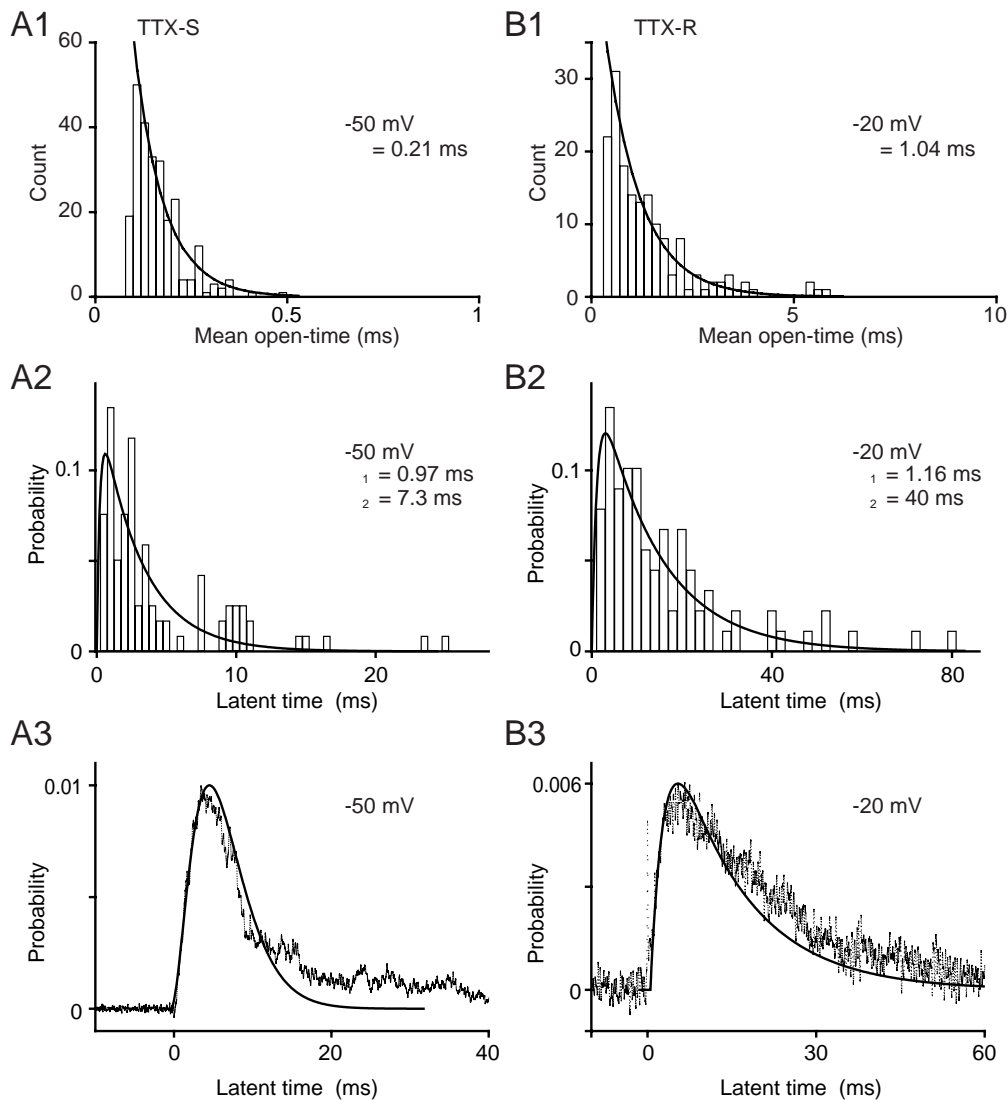 A1
TTX-S
60
40
20
0
Count
-50 mV
= 0.21 ms
0
0.5
1
Mean open-time (ms)
B1
TTX-R
30
20
10
0
Count
-20 mV
= 1.04 ms
0
5
10
Mean open-time (ms)
A2
0.1
0
Probability
-50 mV
1 = 0.97 ms
2 = 7.3 ms
0
10
20
Latent time (ms)
B2
0.1
0
Probability
-20 mV
1 = 1.16 ms
2 = 40 ms
0
40
80
Latent time (ms)
A3
0.01
0
Probability
-50 mV
0
20
40
Latent time (ms)
B3
0.006
0
Probability
-20 mV
0
30
60
Latent time (ms)